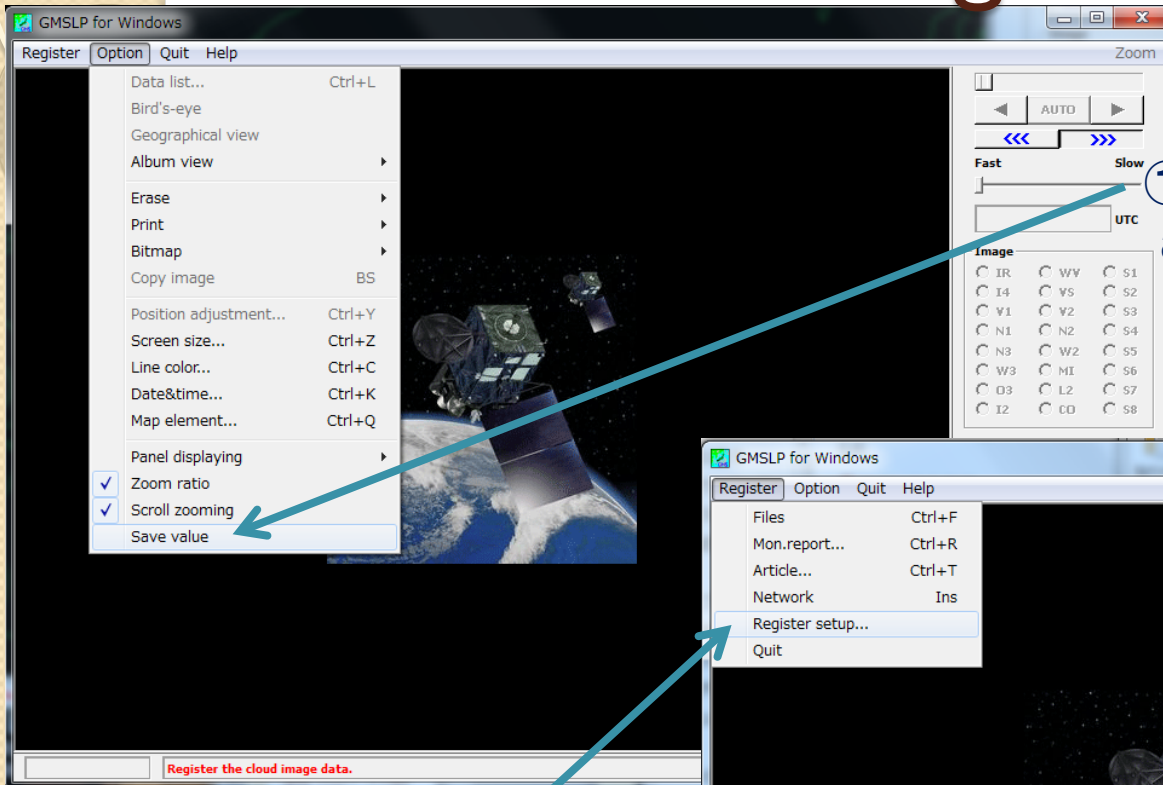 g
GMSLP for Windows
Register Option Quit Help
Zoom
Data list... Ctrl+L
Bird's-eye
Geographical view
Album view
Erase
Print
Bitmap
Copy image BS
Position adjustment... Ctrl+Y
Screen size... Ctrl+Z
Line color... Ctrl+C
Date&time... Ctrl+K
Map element... Ctrl+Q
Panel displaying
Zoom ratio
Scroll zooming
Save value
AUTO
<<< >>>
Fast Slow
UTC
Image
IR WV S1
I4 VS S2
V1 V2 S3
N1 N2 S4
N3 W2 S5
W3 MI S6
O3 L2 S7
I2 CO S8
Register the cloud image data.
GMSLP for Windows
Register Option Quit Help
Files Ctrl+F
Mon.report... Ctrl+R
Article... Ctrl+T
Network Ins
Register setup...
Quit